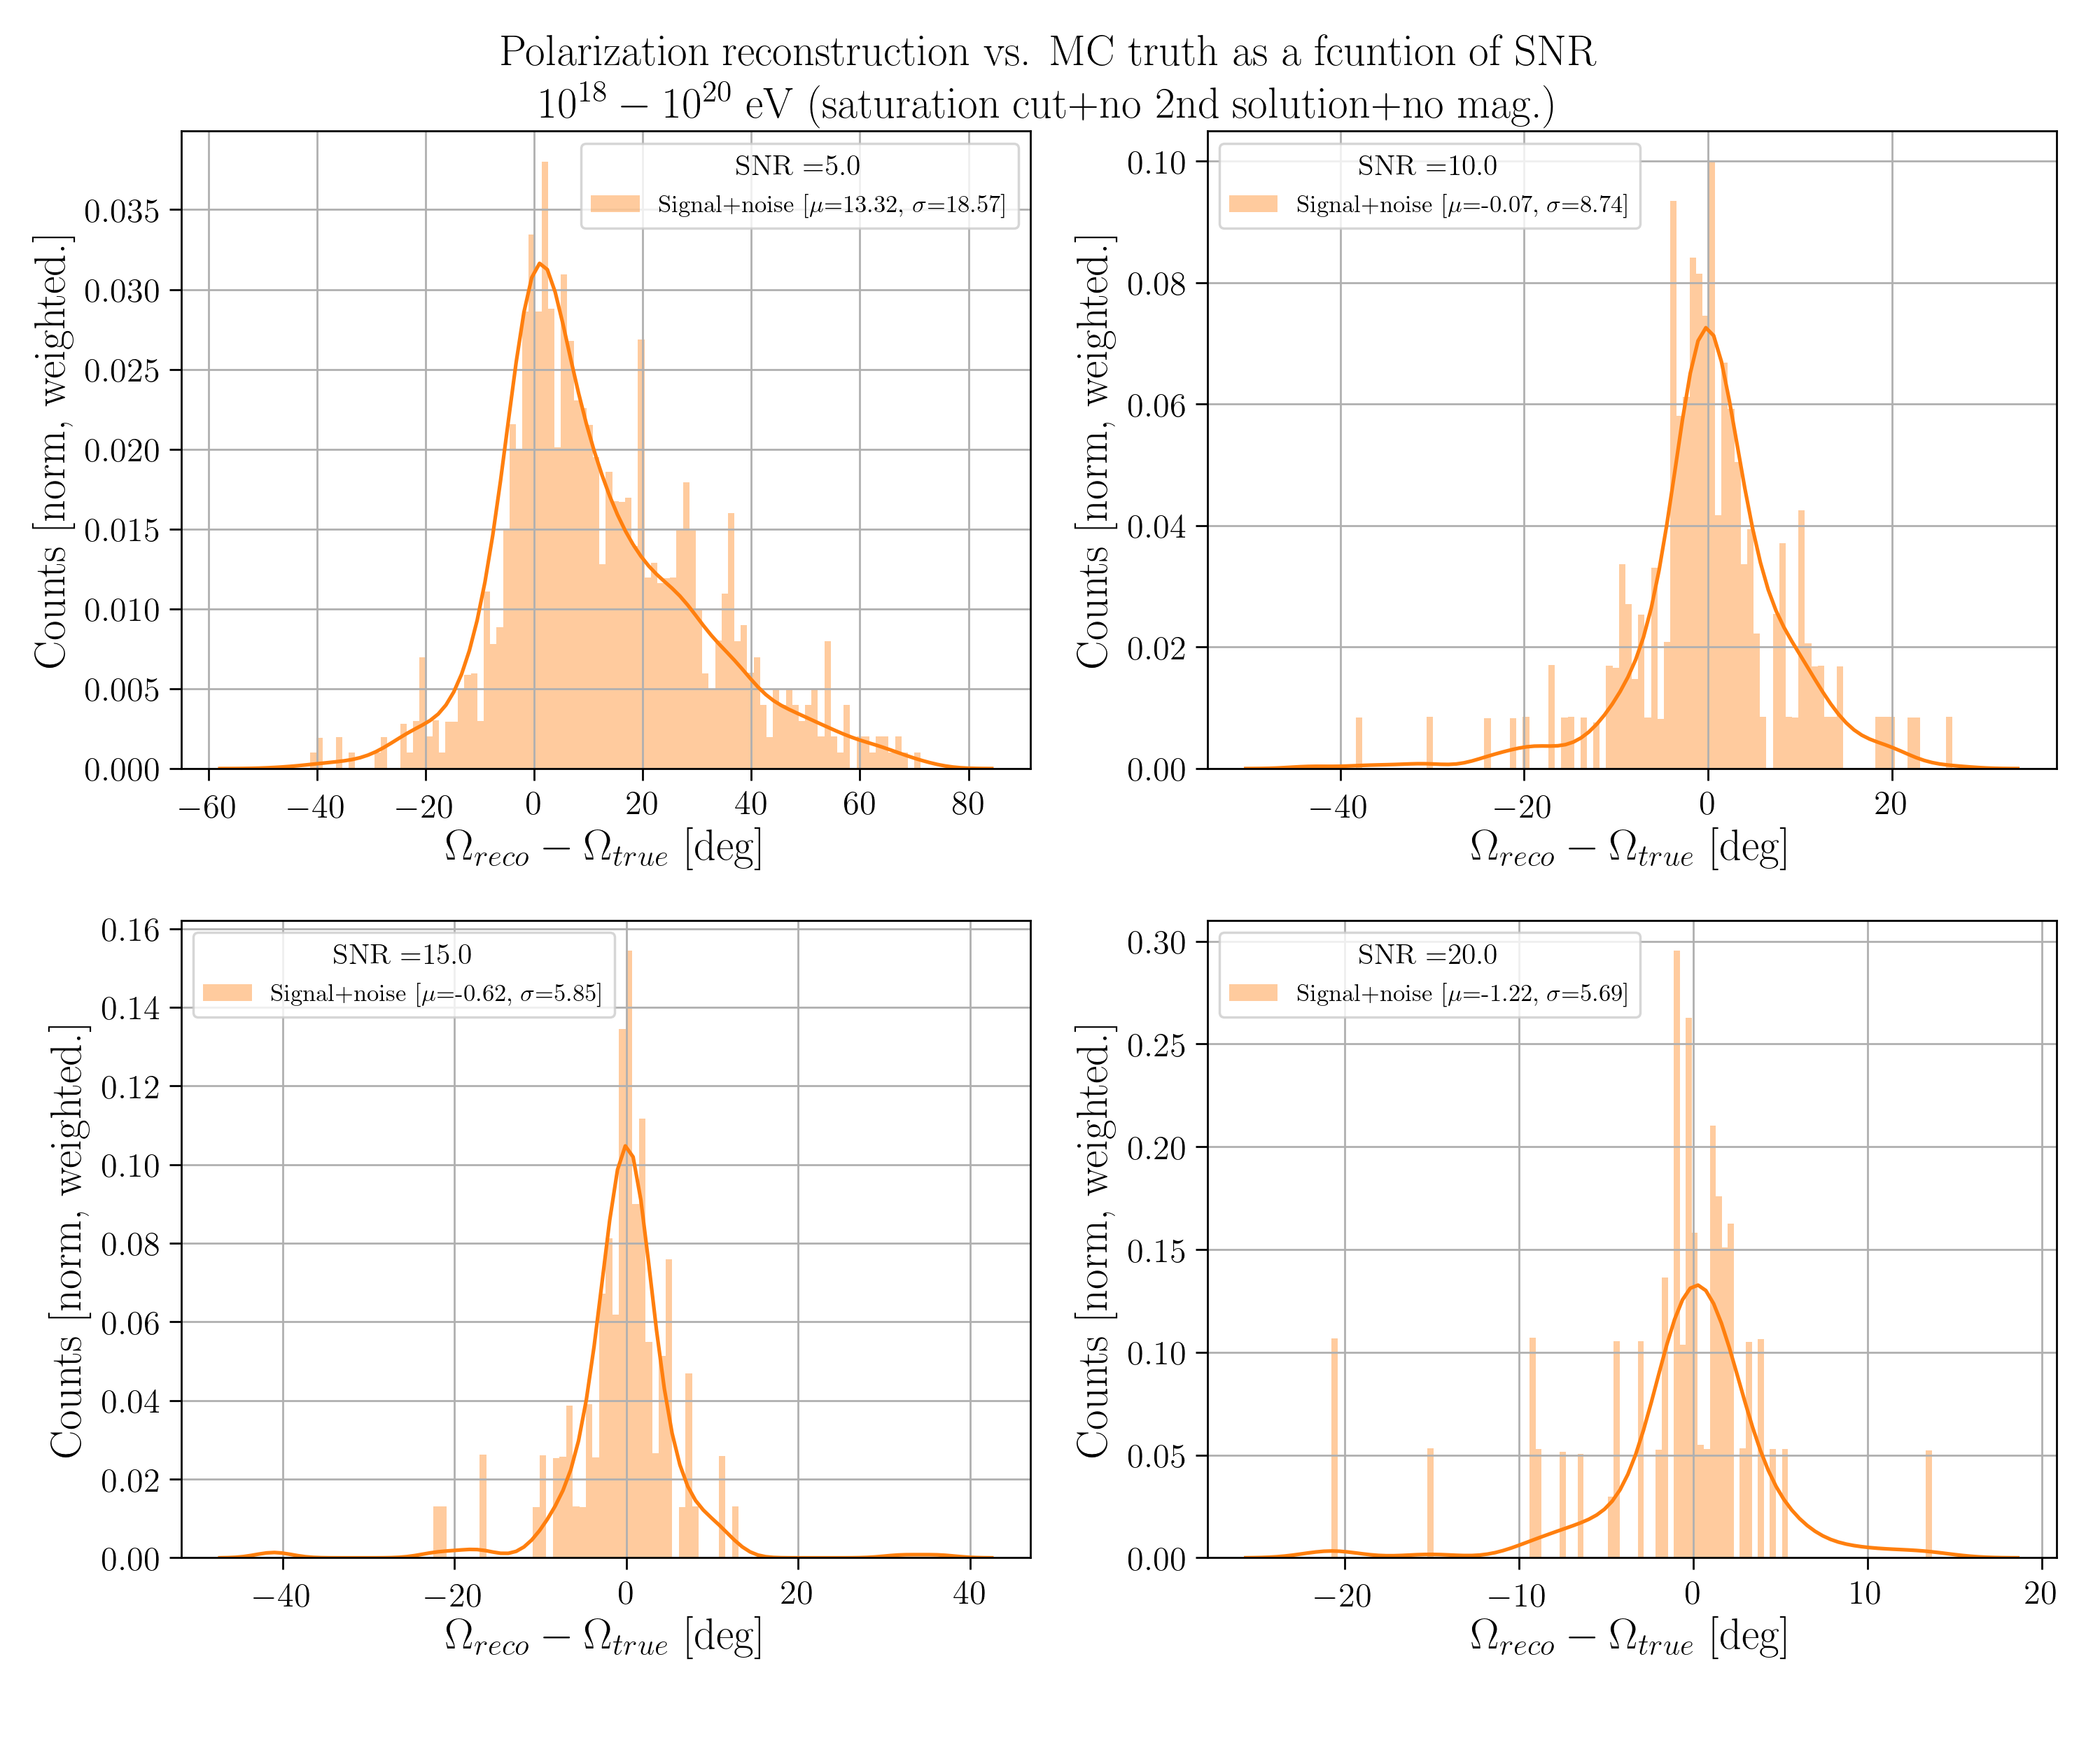 Polarization reconstruction vs. MC truth as a fcuntion of SNR
10^18 − 10^20 eV (saturation cut+no 2nd solution+no mag.)
SNR =5.0
Signal+noise [μ=13.32, σ=18.57]
Counts [norm, weighted.]
0.035
0.030
0.025
0.020
0.015
0.010
0.005
0.000
−60 −40 −20 0 20 40 60 80
Ω_reco − Ω_true [deg]
SNR =10.0
Signal+noise [μ=-0.07, σ=8.74]
Counts [norm, weighted.]
0.10
0.08
0.06
0.04
0.02
0.00
−40 −20 0 20
Ω_reco − Ω_true [deg]
SNR =15.0
Signal+noise [μ=-0.62, σ=5.85]
Counts [norm, weighted.]
0.16
0.14
0.12
0.10
0.08
0.06
0.04
0.02
0.00
−40 −20 0 20 40
Ω_reco − Ω_true [deg]
SNR =20.0
Signal+noise [μ=-1.22, σ=5.69]
Counts [norm, weighted.]
0.30
0.25
0.20
0.15
0.10
0.05
0.00
−20 −10 0 10 20
Ω_reco − Ω_true [deg]